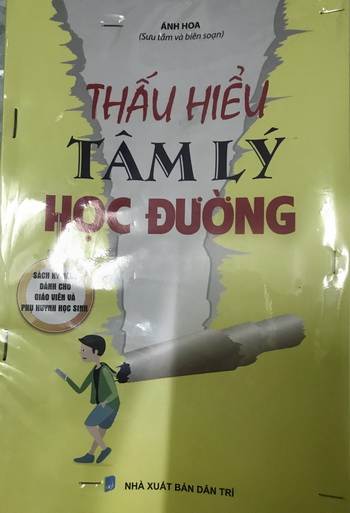 ÁNH HOA
(Sưu tầm và biên soạn)
THẤU HIỂU
TÂM LÝ
HỌC ĐƯỜNG
SÁCH
DÀNH CHO
GIÁO VIÊN VÀ
PHỤ HUYNH HỌC SINH
NHÀ XUẤT BẢN DÂN TRÍ